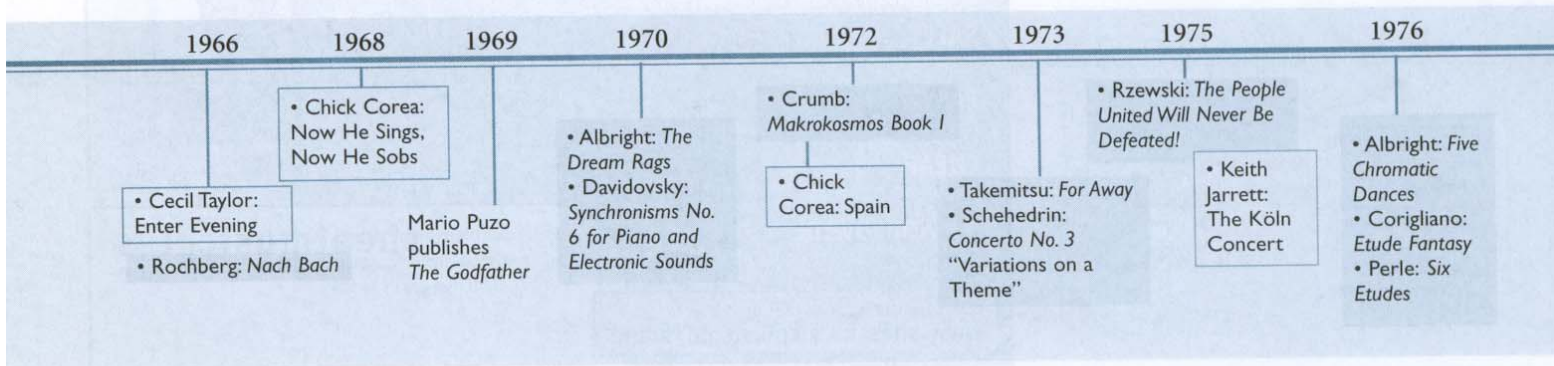 1966
1968
1969
1970
1972
1973
1975
1976
• Cecil Taylor:
Enter Evening
• Rochberg: Nach Bach
• Chick Corea:
Now He Sings,
Now He Sobs
Mario Puzo
publishes
The Godfather
• Albright: The
Dream Rags
• Davidovsky:
Synchronisms No.
6 for Piano and
Electronic Sounds
• Crumb:
Makrokosmos Book I
• Chick
Corea: Spain
• Takemitsu: For Away
• Schehedrin:
Concerto No. 3
“Variations on a
Theme”
• Rzewski: The People
United Will Never Be
Defeated!
• Keith
Jarrett:
The Köln
Concert
• Albright: Five
Chromatic
Dances
• Corigliano:
Etude Fantasy
• Perle: Six
Etudes